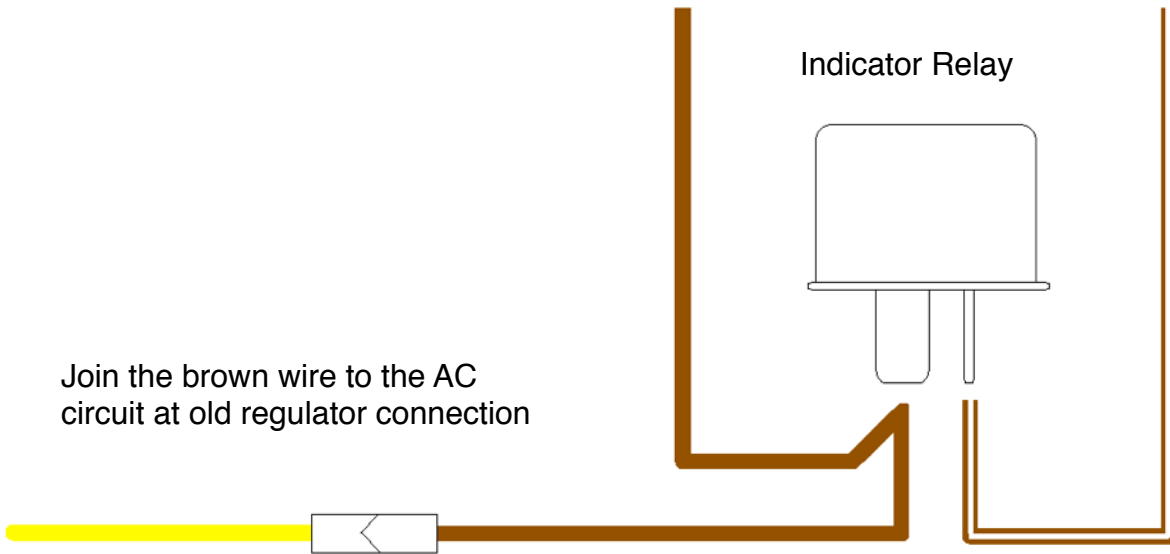 Indicator Relay
Join the brown wire to the AC
circuit at old regulator connection